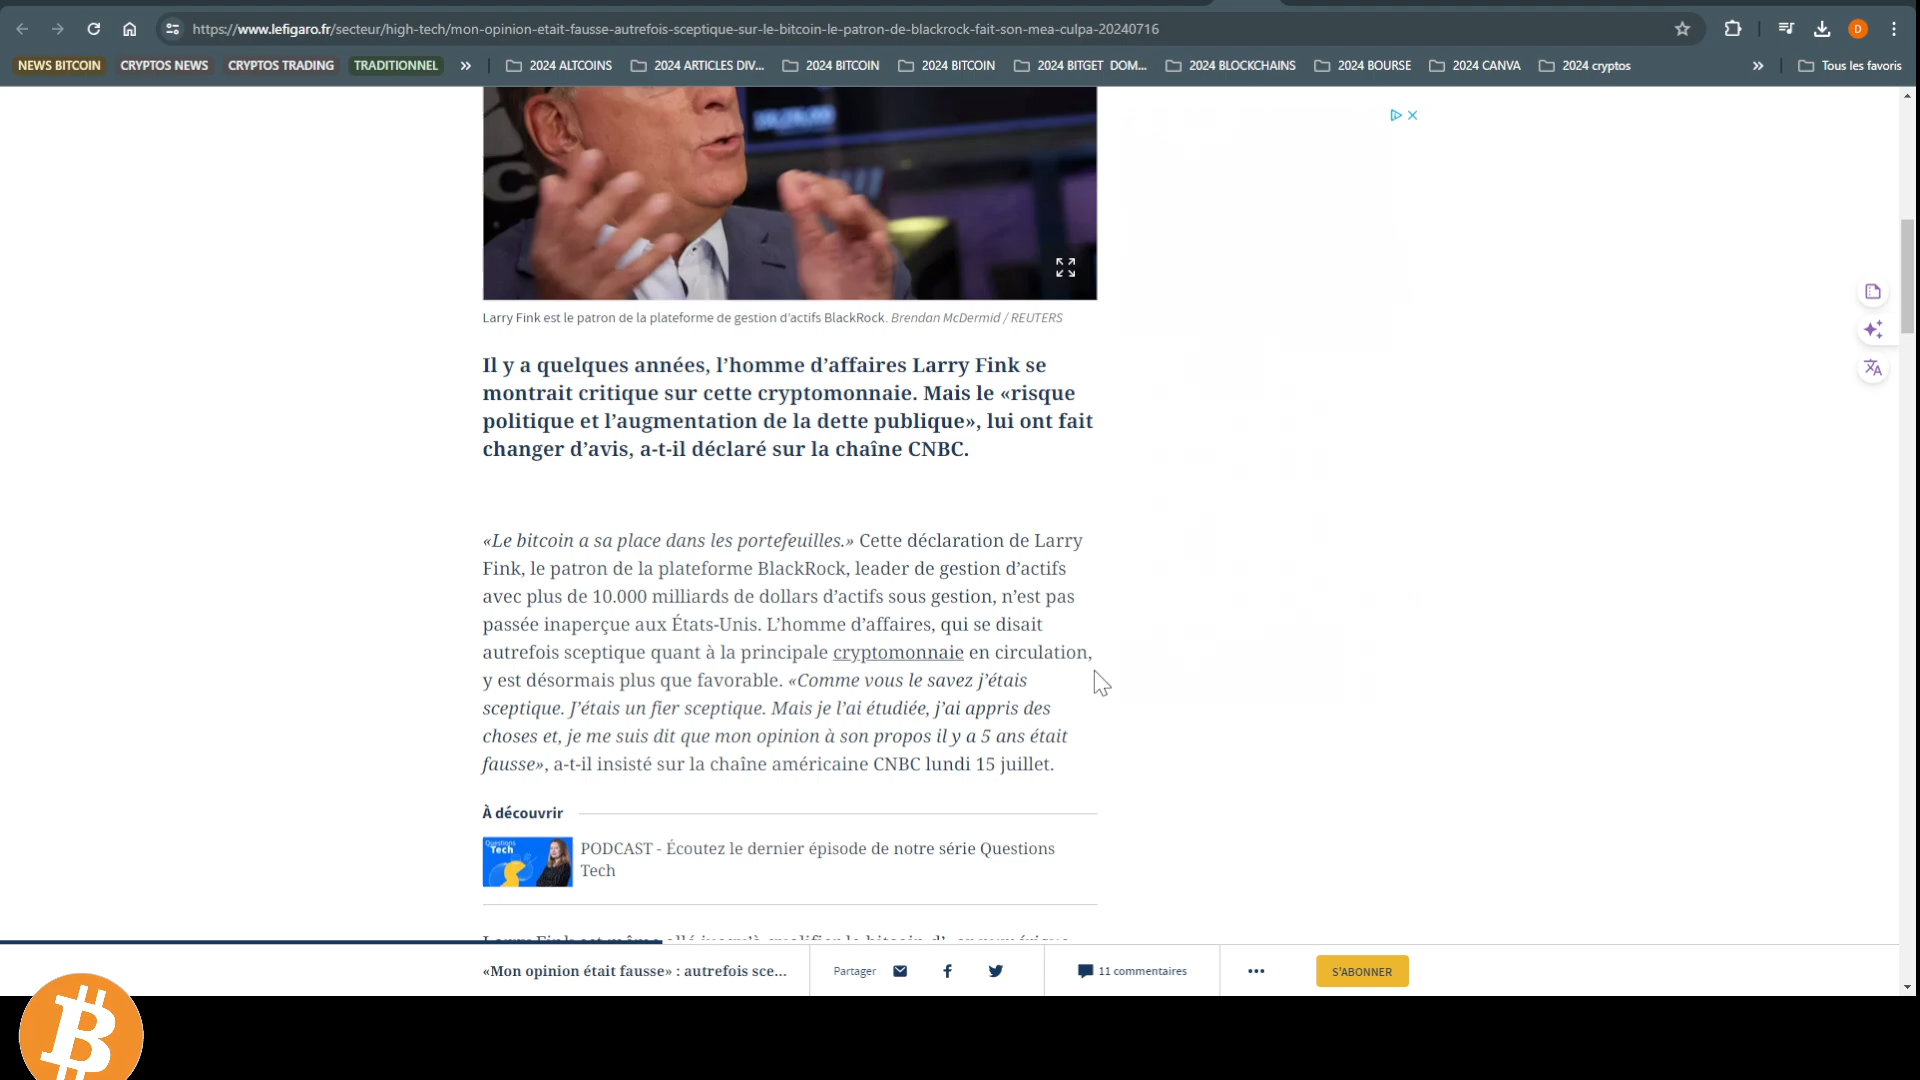 https://www.lefigaro.fr/secteur/high-tech/mon-opinion-etait-fausse-autrefois-sceptique-sur-le-bitcoin-le-patron-de-blackrock-fait-son-mea-culpa-20240716
D
NEWS BITCOIN CRYPTOS NEWS CRYPTOS TRADING TRADITIONNEL » 2024 ALTCOINS 2024 ARTICLES DIV... 2024 BITCOIN 2024 BITCOIN 2024 BITGET DOM... 2024 BLOCKCHAINS 2024 BOURSE 2024 CANVA 2024 cryptos » Tous les favoris
Larry Fink est le patron de la plateforme de gestion d'actifs BlackRock. Brendan McDermid / REUTERS
Il y a quelques années, l'homme d'affaires Larry Fink se
montrait critique sur cette cryptomonnaie. Mais le «risque
politique et l'augmentation de la dette publique», lui ont fait
changer d'avis, a-t-il déclaré sur la chaîne CNBC.
«Le bitcoin a sa place dans les portefeuilles.» Cette déclaration de Larry
Fink, le patron de la plateforme BlackRock, leader de gestion d'actifs
avec plus de 10.000 milliards de dollars d'actifs sous gestion, n'est pas
passée inaperçue aux États-Unis. L'homme d'affaires, qui se disait
autrefois sceptique quant à la principale cryptomonnaie en circulation,
y est désormais plus que favorable. «Comme vous le savez j'étais
sceptique. J'étais un fier sceptique. Mais je l'ai étudiée, j'ai appris des
choses et, je me suis dit que mon opinion à son propos il y a 5 ans était
fausse», a-t-il insisté sur la chaîne américaine CNBC lundi 15 juillet.
À découvrir
Questions
Tech
PODCAST - Écoutez le dernier épisode de notre série Questions
Tech
«Mon opinion était fausse» : autrefois sce... Partager 11 commentaires S'ABONNER